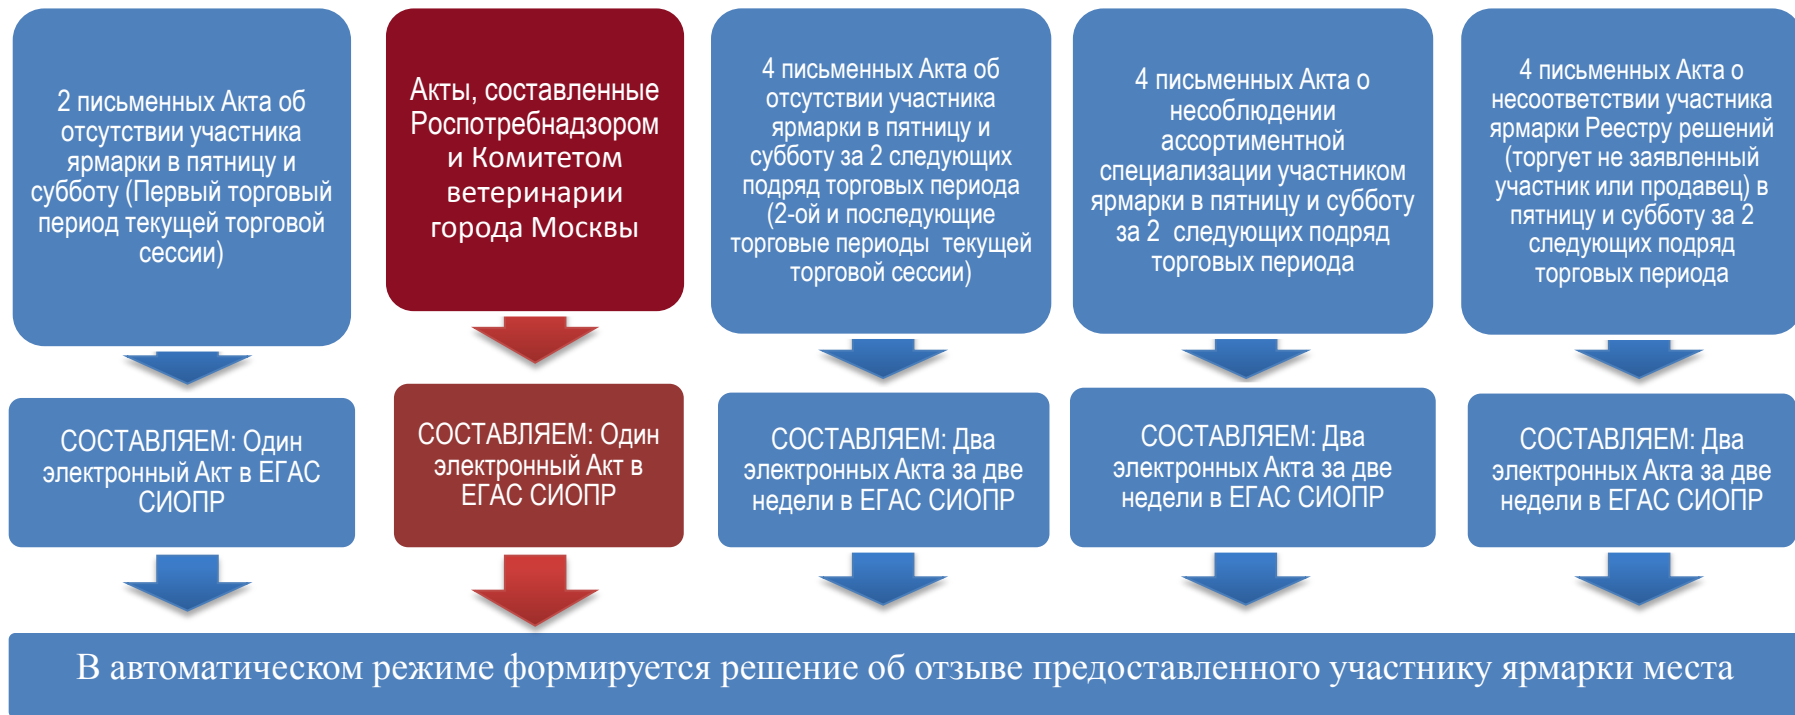 2 письменных Акта об
отсутствии участника
ярмарки в пятницу и
субботу (Первый торговый
период текущей торговой
сессии)
Акты, составленные
Роспотребнадзором
и Комитетом
ветеринарии
города Москвы
4 письменных Акта об
отсутствии участника
ярмарки в пятницу и
субботу за 2 следующих
подряд торговых периода
(2-ой и последующие
торговые периоды текущей
торговой сессии)
4 письменных Акта о
несоблюдении
ассортиментной
специализации участником
ярмарки в пятницу и субботу
за 2 следующих подряд
торговых периода
4 письменных Акта о
несоответствии участника
ярмарки Реестру решений
(торгует не заявленный
участник или продавец) в
пятницу и субботу за 2
следующих подряд
торговых периода
СОСТАВЛЯЕМ: Один
электронный Акт в ЕГАС
СИОПР
СОСТАВЛЯЕМ: Один
электронный Акт в
ЕГАС СИОПР
СОСТАВЛЯЕМ: Два
электронных Акта за две
недели в ЕГАС СИОПР
СОСТАВЛЯЕМ: Два
электронных Акта за две
недели в ЕГАС СИОПР
СОСТАВЛЯЕМ: Два
электронных Акта за две
недели в ЕГАС СИОПР
В автоматическом режиме формируется решение об отзыве предоставленного участнику ярмарки места